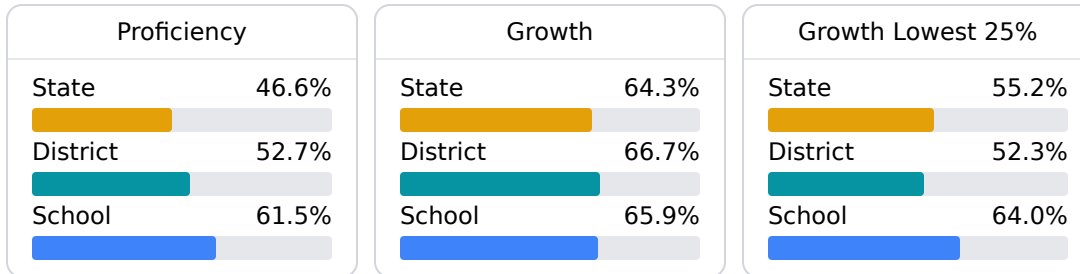 Proficiency
State 46.6%
District 52.7%
School 61.5%
Growth
State 64.3%
District 66.7%
School 65.9%
Growth Lowest 25%
State 55.2%
District 52.3%
School 64.0%